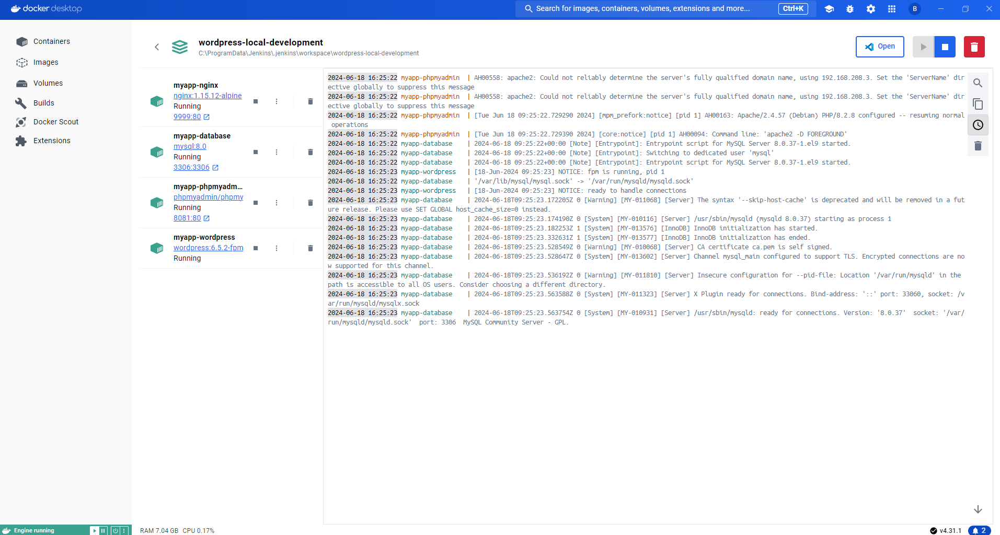 docker desktop
Search for images, containers, volumes, extensions and more...
Ctrl+K
B
Containers
Images
Volumes
Builds
Docker Scout
Extensions
wordpress-local-development
C:\ProgramData\Jenkins\.jenkins\workspace\wordpress-local-development
Open
myapp-nginx
nginx:1.15.12-alpine
Running
9999:80
myapp-database
mysql:8.0
Running
3306:3306
myapp-phpmyadm...
phpmyadmin/phpmy
Running
8081:80
myapp-wordpress
wordpress:6.5.2-fpm
Running
2024-06-18 16:25:22 myapp-phpmyadmin | AH00558: apache2: Could not reliably determine the server's fully qualified domain name, using 192.168.208.3. Set the 'ServerName' dir
ective globally to suppress this message
2024-06-18 16:25:22 myapp-phpmyadmin | AH00558: apache2: Could not reliably determine the server's fully qualified domain name, using 192.168.208.3. Set the 'ServerName' dir
ective globally to suppress this message
2024-06-18 16:25:22 myapp-phpmyadmin | [Tue Jun 18 09:25:22.729290 2024] [mpm_prefork:notice] [pid 1] AH00163: Apache/2.4.57 (Debian) PHP/8.2.8 configured -- resuming normal
operations
2024-06-18 16:25:22 myapp-phpmyadmin | [Tue Jun 18 09:25:22.729390 2024] [core:notice] [pid 1] AH00094: Command line: 'apache2 -D FOREGROUND'
2024-06-18 16:25:22 myapp-database | 2024-06-18 09:25:22+00:00 [Note] [Entrypoint]: Entrypoint script for MySQL Server 8.0.37-1.el9 started.
2024-06-18 16:25:22 myapp-database | 2024-06-18 09:25:22+00:00 [Note] [Entrypoint]: Switching to dedicated user 'mysql'
2024-06-18 16:25:22 myapp-database | 2024-06-18 09:25:22+00:00 [Note] [Entrypoint]: Entrypoint script for MySQL Server 8.0.37-1.el9 started.
2024-06-18 16:25:23 myapp-wordpress | [18-Jun-2024 09:25:23] NOTICE: fpm is running, pid 1
2024-06-18 16:25:22 myapp-database | '/var/lib/mysql/mysql.sock' -> '/var/run/mysqld/mysqld.sock'
2024-06-18 16:25:23 myapp-wordpress | [18-Jun-2024 09:25:23] NOTICE: ready to handle connections
2024-06-18 16:25:23 myapp-database | 2024-06-18T09:25:23.172205Z 0 [Warning] [MY-011068] [Server] The syntax '--skip-host-cache' is deprecated and will be removed in a fut
ure release. Please use SET GLOBAL host_cache_size=0 instead.
2024-06-18 16:25:23 myapp-database | 2024-06-18T09:25:23.174190Z 0 [System] [MY-010116] [Server] /usr/sbin/mysqld (mysqld 8.0.37) starting as process 1
2024-06-18 16:25:23 myapp-database | 2024-06-18T09:25:23.182253Z 1 [System] [MY-013576] [InnoDB] InnoDB initialization has started.
2024-06-18 16:25:23 myapp-database | 2024-06-18T09:25:23.332631Z 1 [System] [MY-013577] [InnoDB] InnoDB initialization has ended.
2024-06-18 16:25:23 myapp-database | 2024-06-18T09:25:23.528549Z 0 [Warning] [MY-010068] [Server] CA certificate ca.pem is self signed.
2024-06-18 16:25:23 myapp-database | 2024-06-18T09:25:23.528647Z 0 [System] [MY-013602] [Server] Channel mysql_main configured to support TLS. Encrypted connections are no
w supported for this channel.
2024-06-18 16:25:23 myapp-database | 2024-06-18T09:25:23.536192Z 0 [Warning] [MY-011810] [Server] Insecure configuration for --pid-file: Location '/var/run/mysqld' in the
path is accessible to all OS users. Consider choosing a different directory.
2024-06-18 16:25:23 myapp-database | 2024-06-18T09:25:23.563588Z 0 [System] [MY-011323] [Server] X Plugin ready for connections. Bind-address: '::' port: 33060, socket: /v
ar/run/mysqld/mysqlx.sock
2024-06-18 16:25:23 myapp-database | 2024-06-18T09:25:23.563754Z 0 [System] [MY-010931] [Server] /usr/sbin/mysqld: ready for connections. Version: '8.0.37' socket: '/var/
run/mysqld/mysqld.sock' port: 3306 MySQL Community Server - GPL.
Engine running
RAM 7.04 GB CPU 0.17%
v4.31.1
2